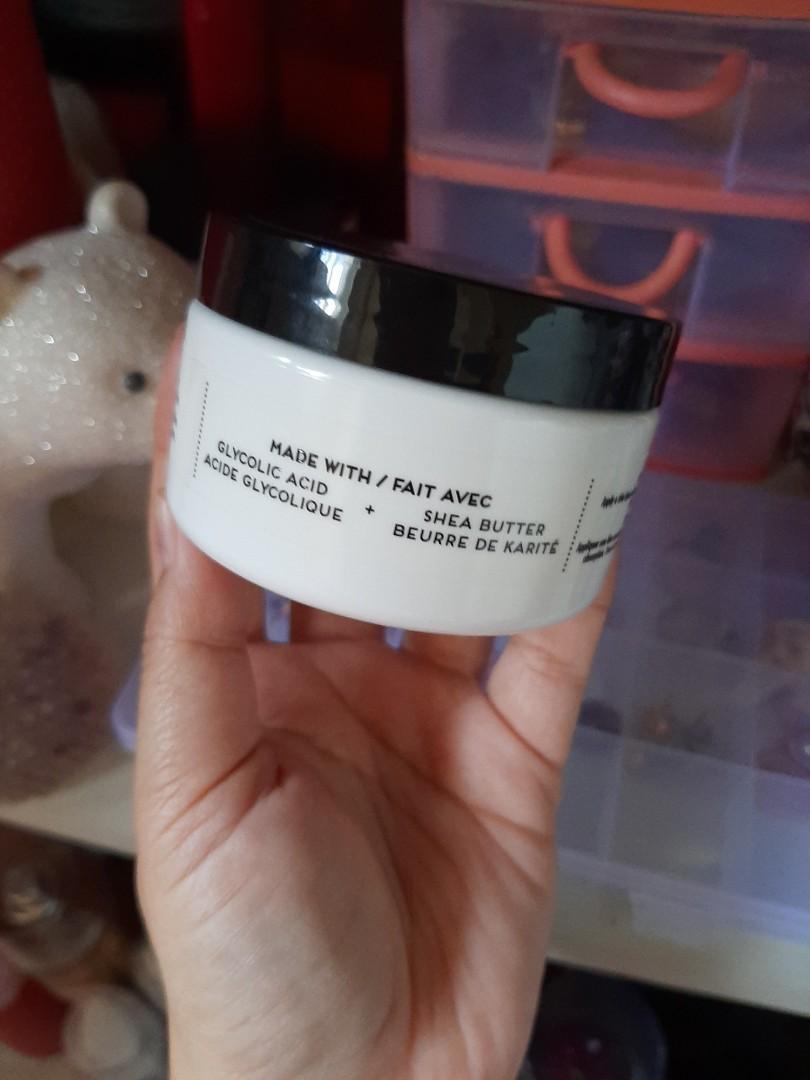 MADE WITH / FAIT AVEC
GLYCOLIC ACID
ACIDE GLYCOLIQUE
+
SHEA BUTTER
BEURRE DE KARITÉ